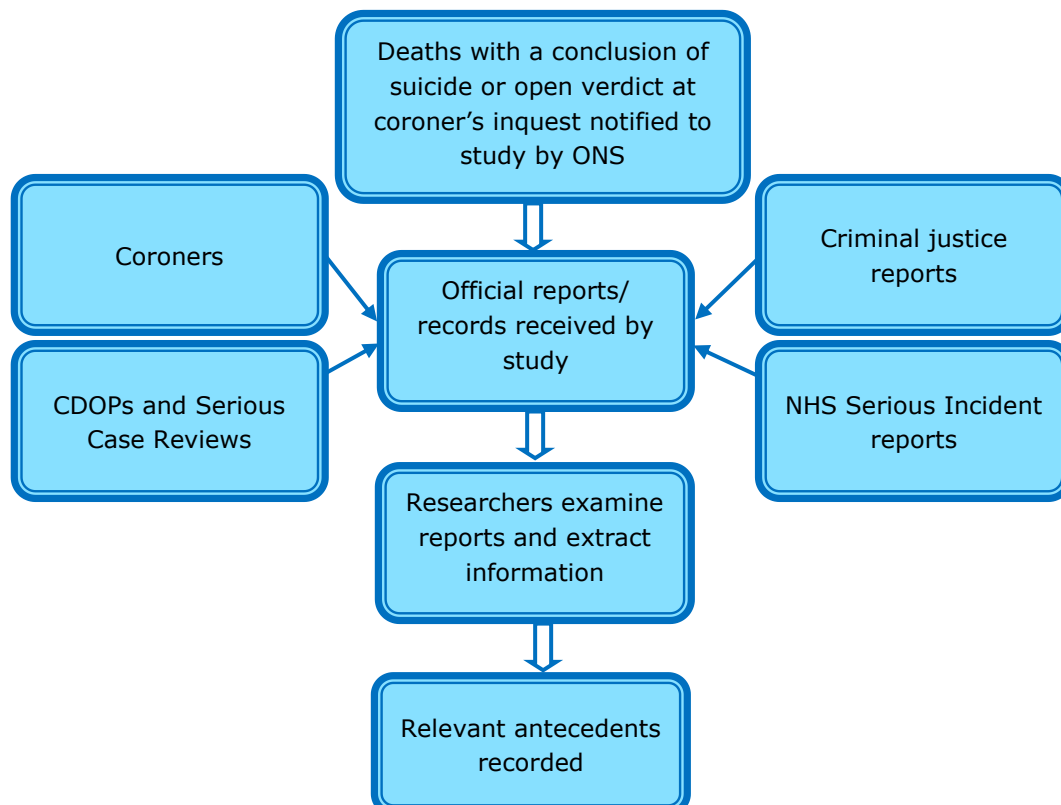 Deaths with a conclusion of
suicide or open verdict at
coroner’s inquest notified to
study by ONS
Coroners
Criminal justice
reports
Official reports/
records received by
study
CDOPs and Serious
Case Reviews
NHS Serious Incident
reports
Researchers examine
reports and extract
information
Relevant antecedents
recorded